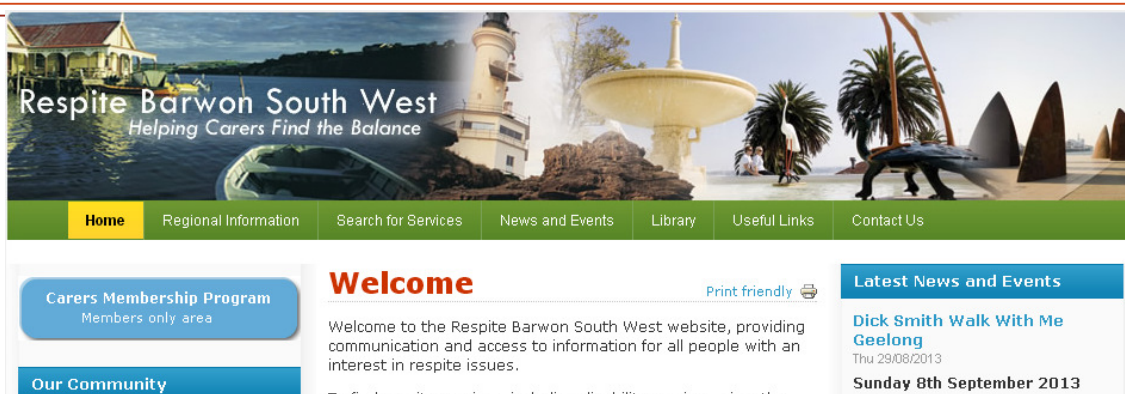 Respite Barwon South West
Helping Carers Find the Balance
Home
Regional Information
Search for Services
News and Events
Library
Useful Links
Contact Us
Carers Membership Program
Members only area
Our Community
Welcome
Print friendly
Welcome to the Respite Barwon South West website, providing
communication and access to information for all people with an
interest in respite issues.
Latest News and Events
Dick Smith Walk With Me
Geelong
Thu 29/08/2013
Sunday 8th September 2013